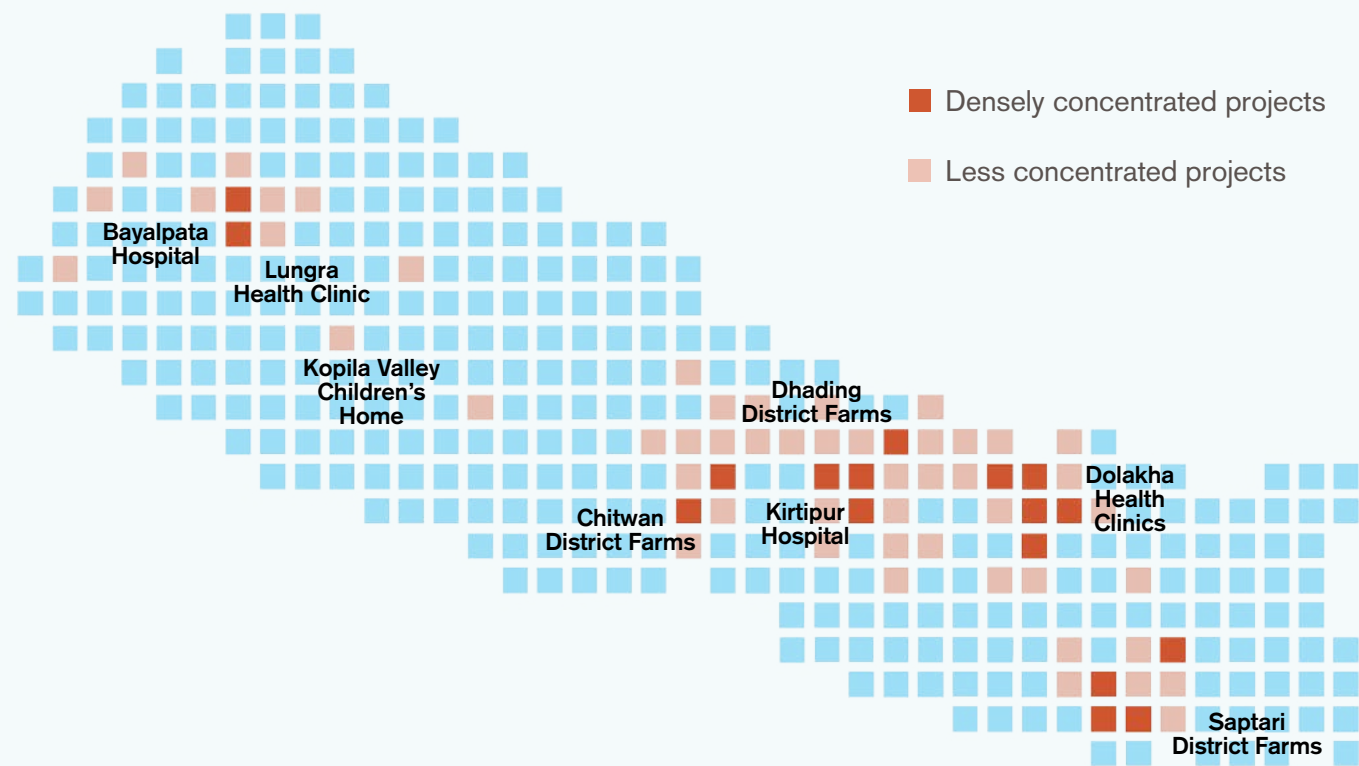 Densely concentrated projects
Less concentrated projects
Bayalpata
Hospital
Lungra
Health Clinic
Kopila Valley
Children’s
Home
Dhading
District Farms
Dolakha
Health
Clinics
Chitwan
District Farms
Kirtipur
Hospital
Saptari
District Farms